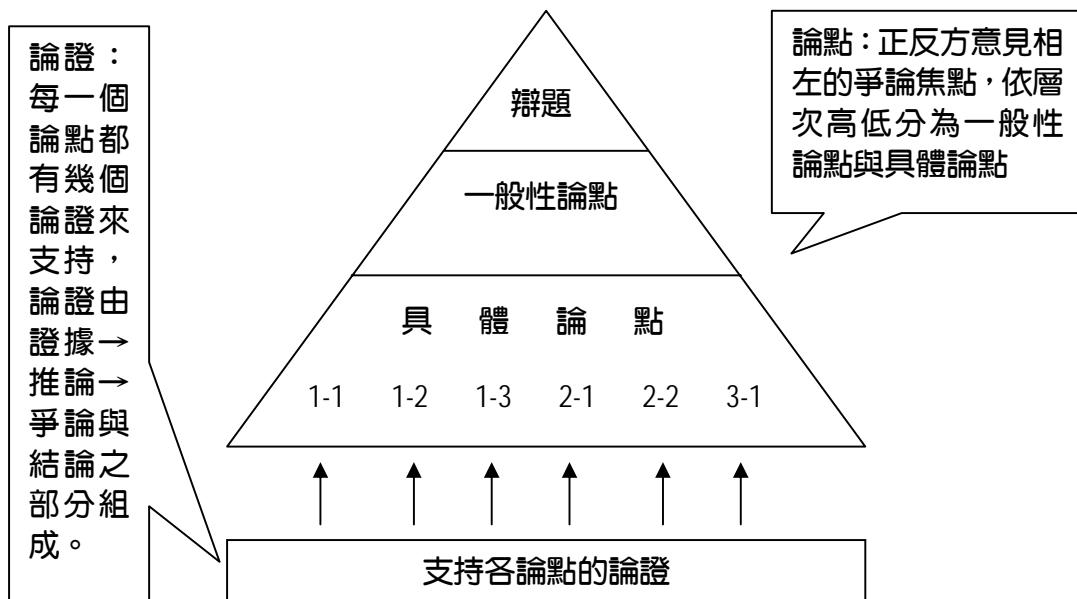 論證：
每一個
論點都
有幾個
論證來
支持，
論證由
證據→
推論→
爭論與
結論之
部分組
成。
論點：正反方意見相
左的爭論焦點，依層
次高低分為一般性
論點與具體論點
辯題
一般性論點
具 體 論 點
1-1 1-2 1-3 2-1 2-2 3-1
支持各論點的論證